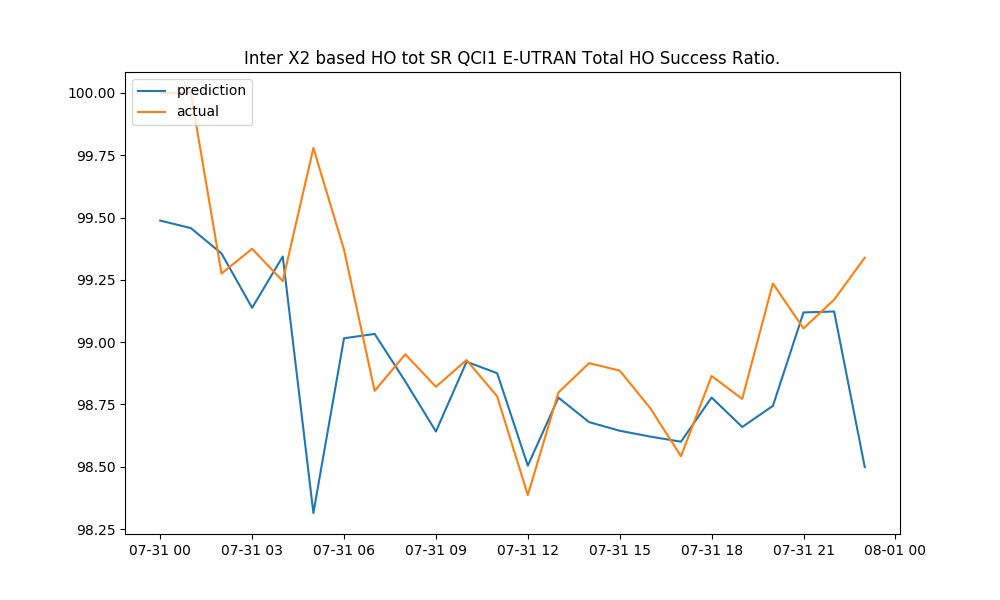 Inter X2 based HO tot SR QCI1 E-UTRAN Total HO Success Ratio.
prediction
actual
100.00
99.75
99.50
99.25
99.00
98.75
98.50
98.25
07-31 00 07-31 03 07-31 06 07-31 09 07-31 12 07-31 15 07-31 18 07-31 21 08-01 00